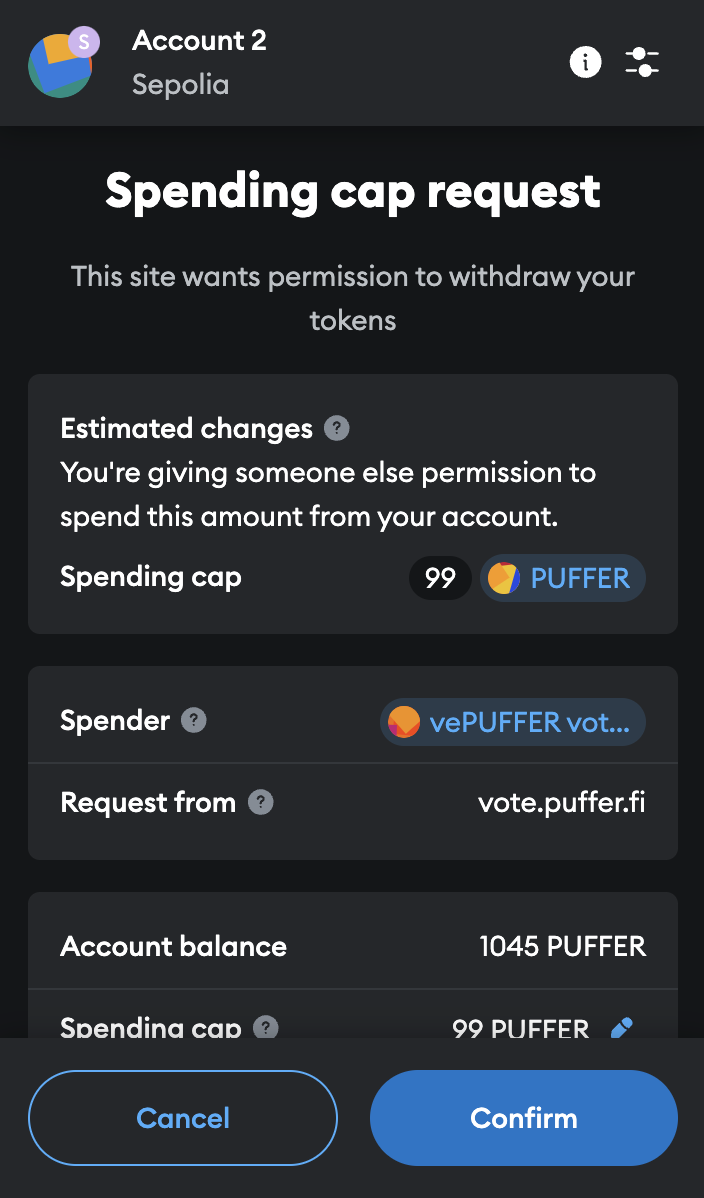 S
Account 2
Sepolia
Spending cap request
This site wants permission to withdraw your
tokens
Estimated changes ?
You're giving someone else permission to
spend this amount from your account.
Spending cap 99 PUFFER
Spender ? vePUFFER vot...
Request from ? vote.puffer.fi
Account balance 1045 PUFFER
Spending cap ? 99 PUFFER
Cancel Confirm